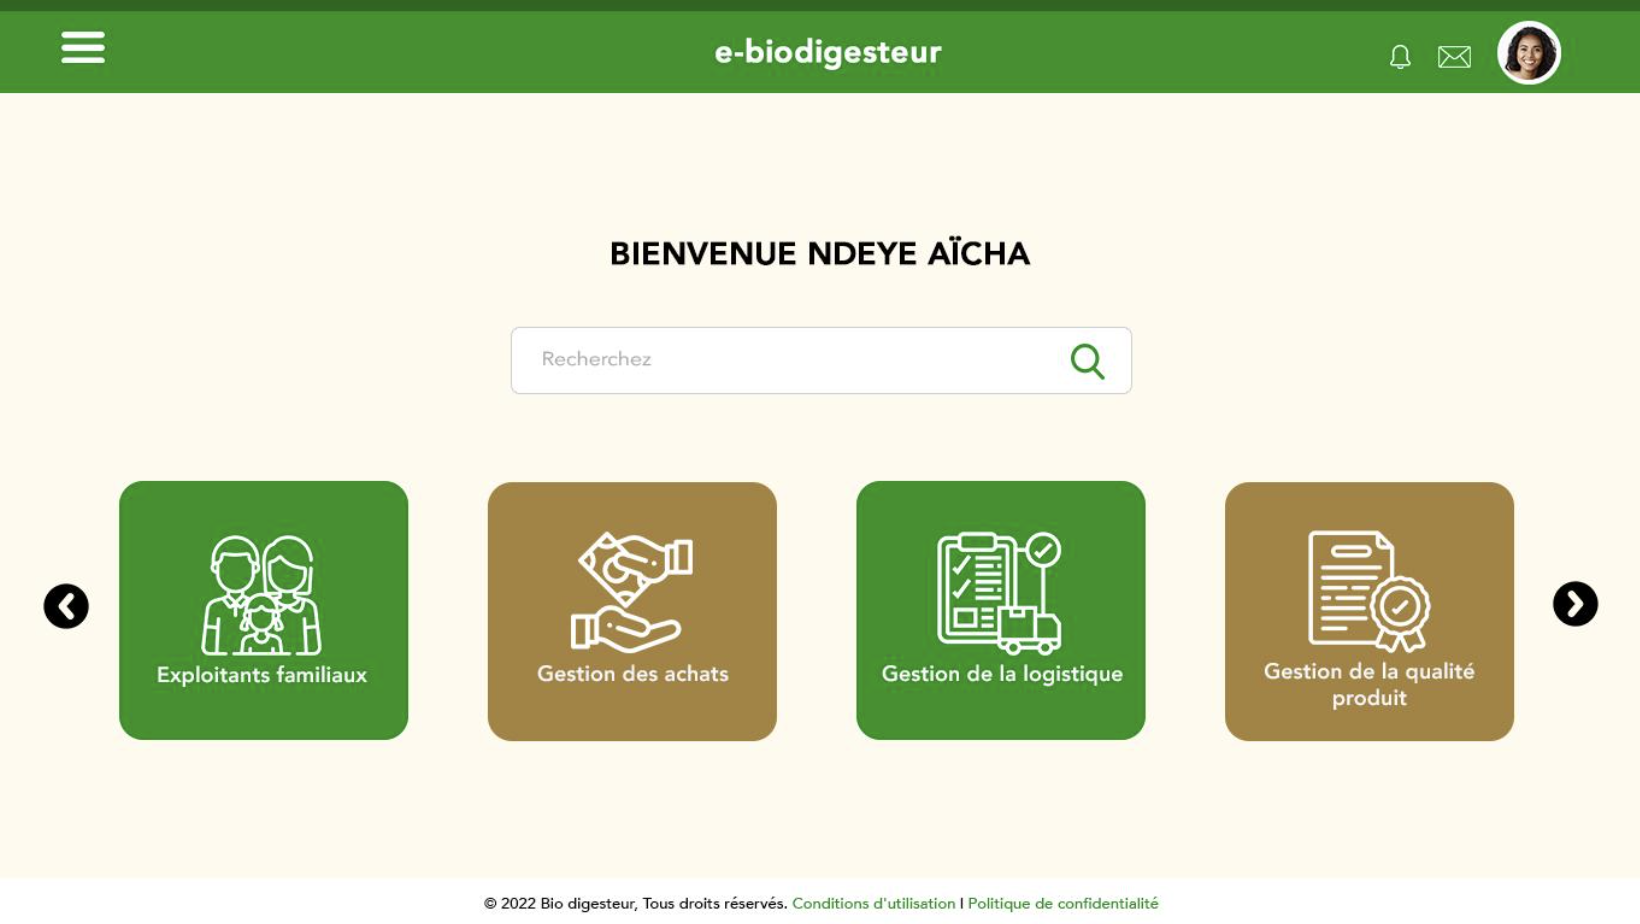 e-biodigesteur
BIENVENUE NDEYE AÏCHA
Recherchez
Exploitants familiaux
Gestion des achats
Gestion de la logistique
Gestion de la qualité
produit
© 2022 Bio digesteur, Tous droits réservés. Conditions d'utilisation I Politique de confidentialité